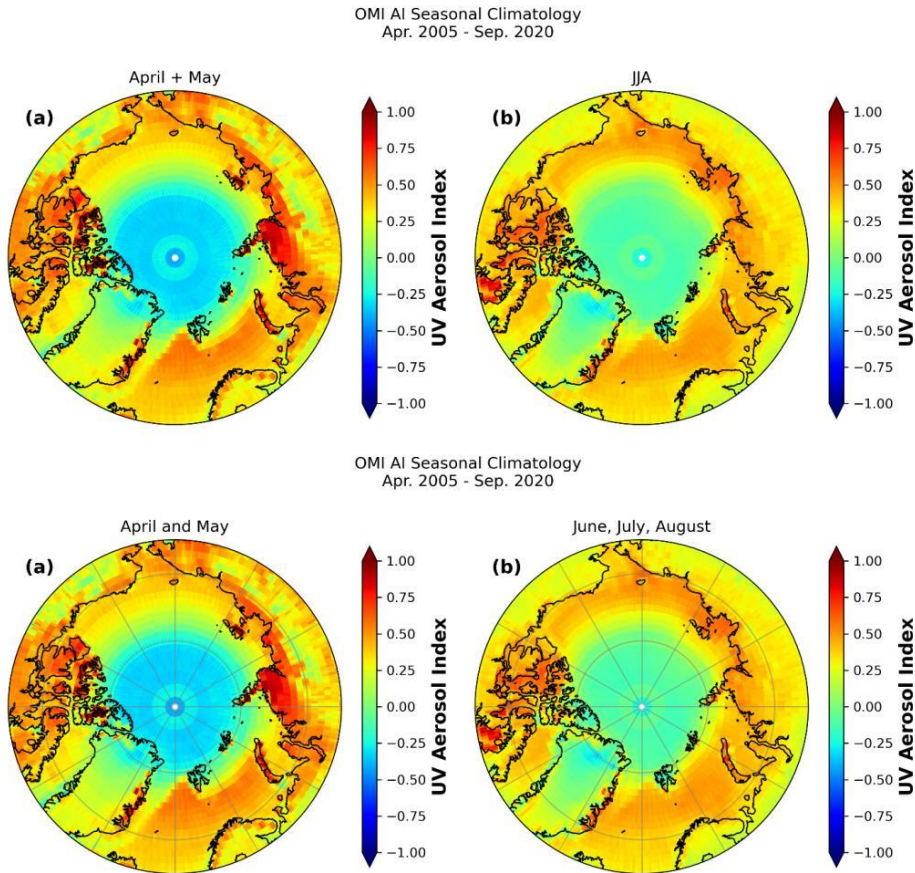 OMI AI Seasonal Climatology
Apr. 2005 - Sep. 2020
April + May
JJA
(a)
1.00
0.75
0.50
0.25
0.00
−0.25
−0.50
−0.75
−1.00
UV Aerosol Index
(b)
1.00
0.75
0.50
0.25
0.00
−0.25
−0.50
−0.75
−1.00
UV Aerosol Index
OMI AI Seasonal Climatology
Apr. 2005 - Sep. 2020
April and May
June, July, August
(a)
1.00
0.75
0.50
0.25
0.00
−0.25
−0.50
−0.75
−1.00
UV Aerosol Index
(b)
1.00
0.75
0.50
0.25
0.00
−0.25
−0.50
−0.75
−1.00
UV Aerosol Index